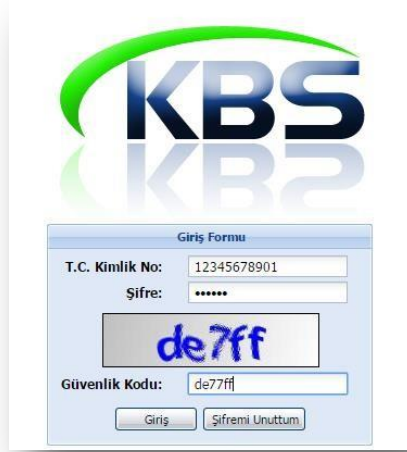 KBS
Giriş Formu
T.C. Kimlik No: 12345678901
Şifre: ••••••
de7ff
Güvenlik Kodu: de77ff
Giriş Şifremi Unuttum